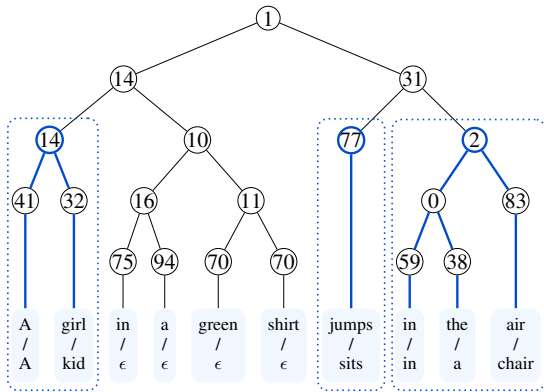 1
14 31
14 10 77 2
41 32 16 11 0 83
75 94 70 70 59 38
A girl in a green shirt jumps in the air
/ / / / / / / / / /
A kid ϵ ϵ ϵ ϵ sits in a chair